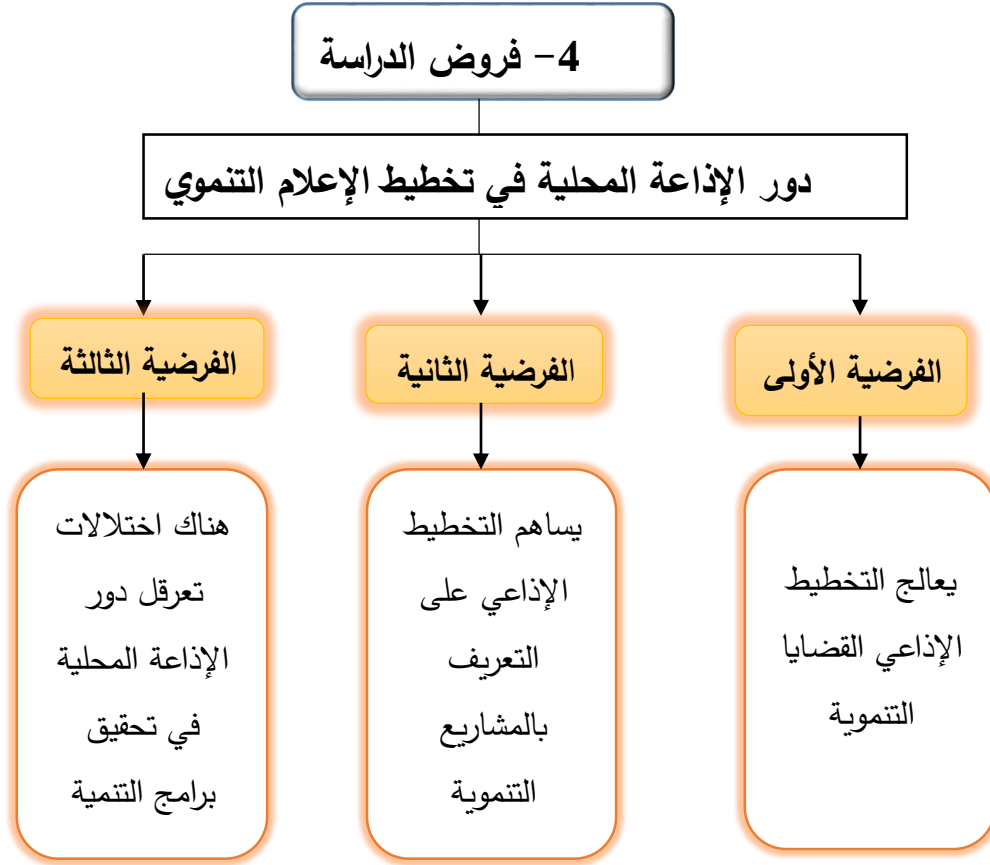 4- فروض الدراسة
دور الإذاعة المحلية في تخطيط الإعلام التنموي
الفرضية الأولى
الفرضية الثانية
الفرضية الثالثة
يعالج التخطيط
الإذاعي القضايا
التنموية
يساهم التخطيط
الإذاعي على
التعريف
بالمشاريع
التنموية
هناك اختلالات
تعرقل دور
الإذاعة المحلية
في تحقيق
برامج التنمية